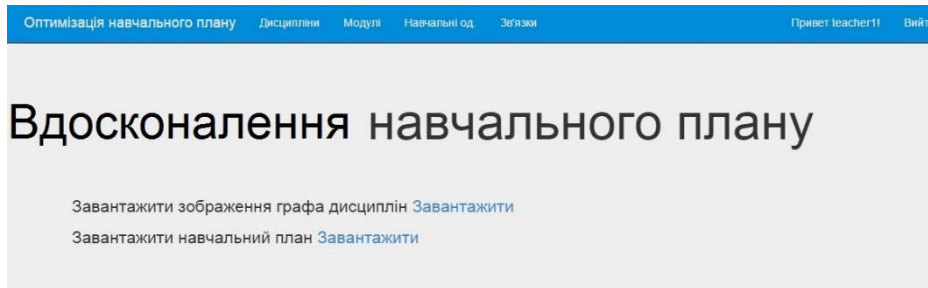 Оптимізація навчального плану Дисципліни Модулі Навчальні од. Зв'язки Привет teacher1! Вийт
Вдосконалення навчального плану
Завантажити зображення графа дисциплін Завантажити
Завантажити навчальний план Завантажити